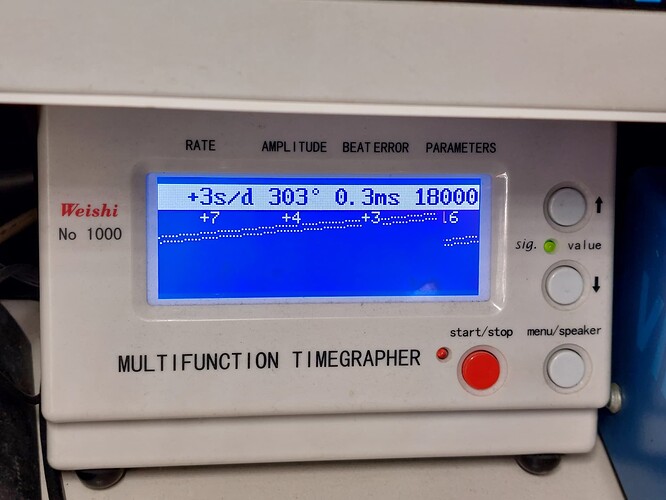 RATE AMPLITUDE BEAT ERROR PARAMETERS
+3s/d 303° 0.3ms 18000
+7 +4 +3
Weishi
No 1000
sig. value
start/stop menu/speaker
MULTIFUNCTION TIMEGRAPHER